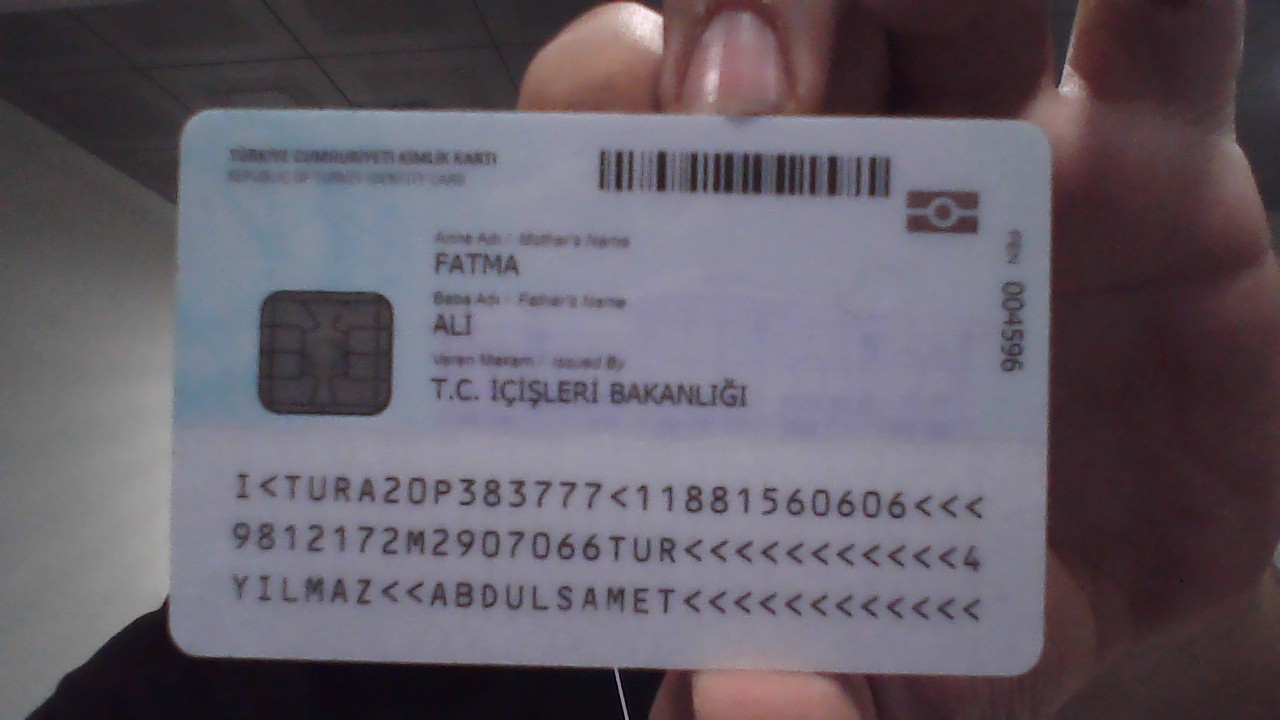 TÜRKİYE CUMHURİYETİ KİMLİK KARTI
REPUBLIC OF TURKEY IDENTITY CARD
Anne Adı / Mother's Name
FATMA
Baba Adı / Father's Name
ALİ
Veren Makam / Issued By
T.C. İÇİŞLERİ BAKANLIĞI
004596
I<TURA20P383777<11881560606<<<
9812172M2907066TUR<<<<<<<<<<<4
YILMAZ<<ABDULSAMET<<<<<<<<<<<<